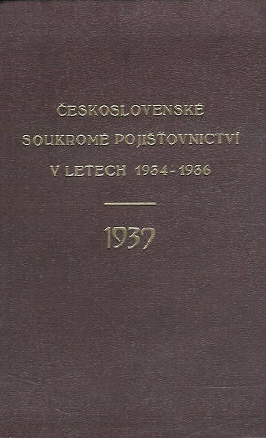 ČESKOSLOVENSKÉ
SOUKROMÉ POJIŠŤOVNICTVÍ
V LETECH 1934-1936
1937